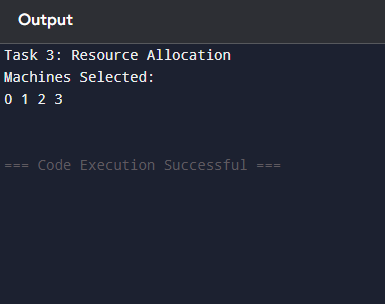 Output
Task 3: Resource Allocation
Machines Selected:
0 1 2 3
=== Code Execution Successful ===